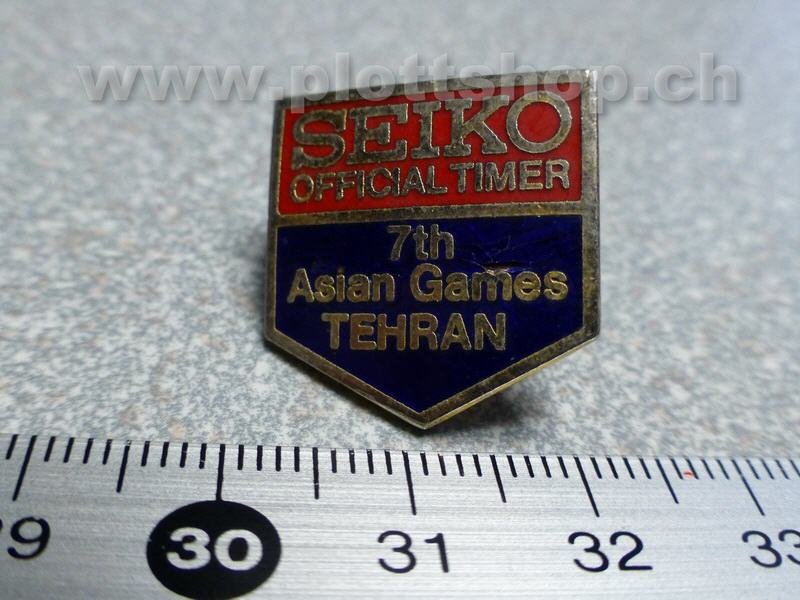 www.plottshop.ch
SEIKO
OFFICIAL TIMER
7th
Asian Games
TEHRAN
29 30 31 32 33